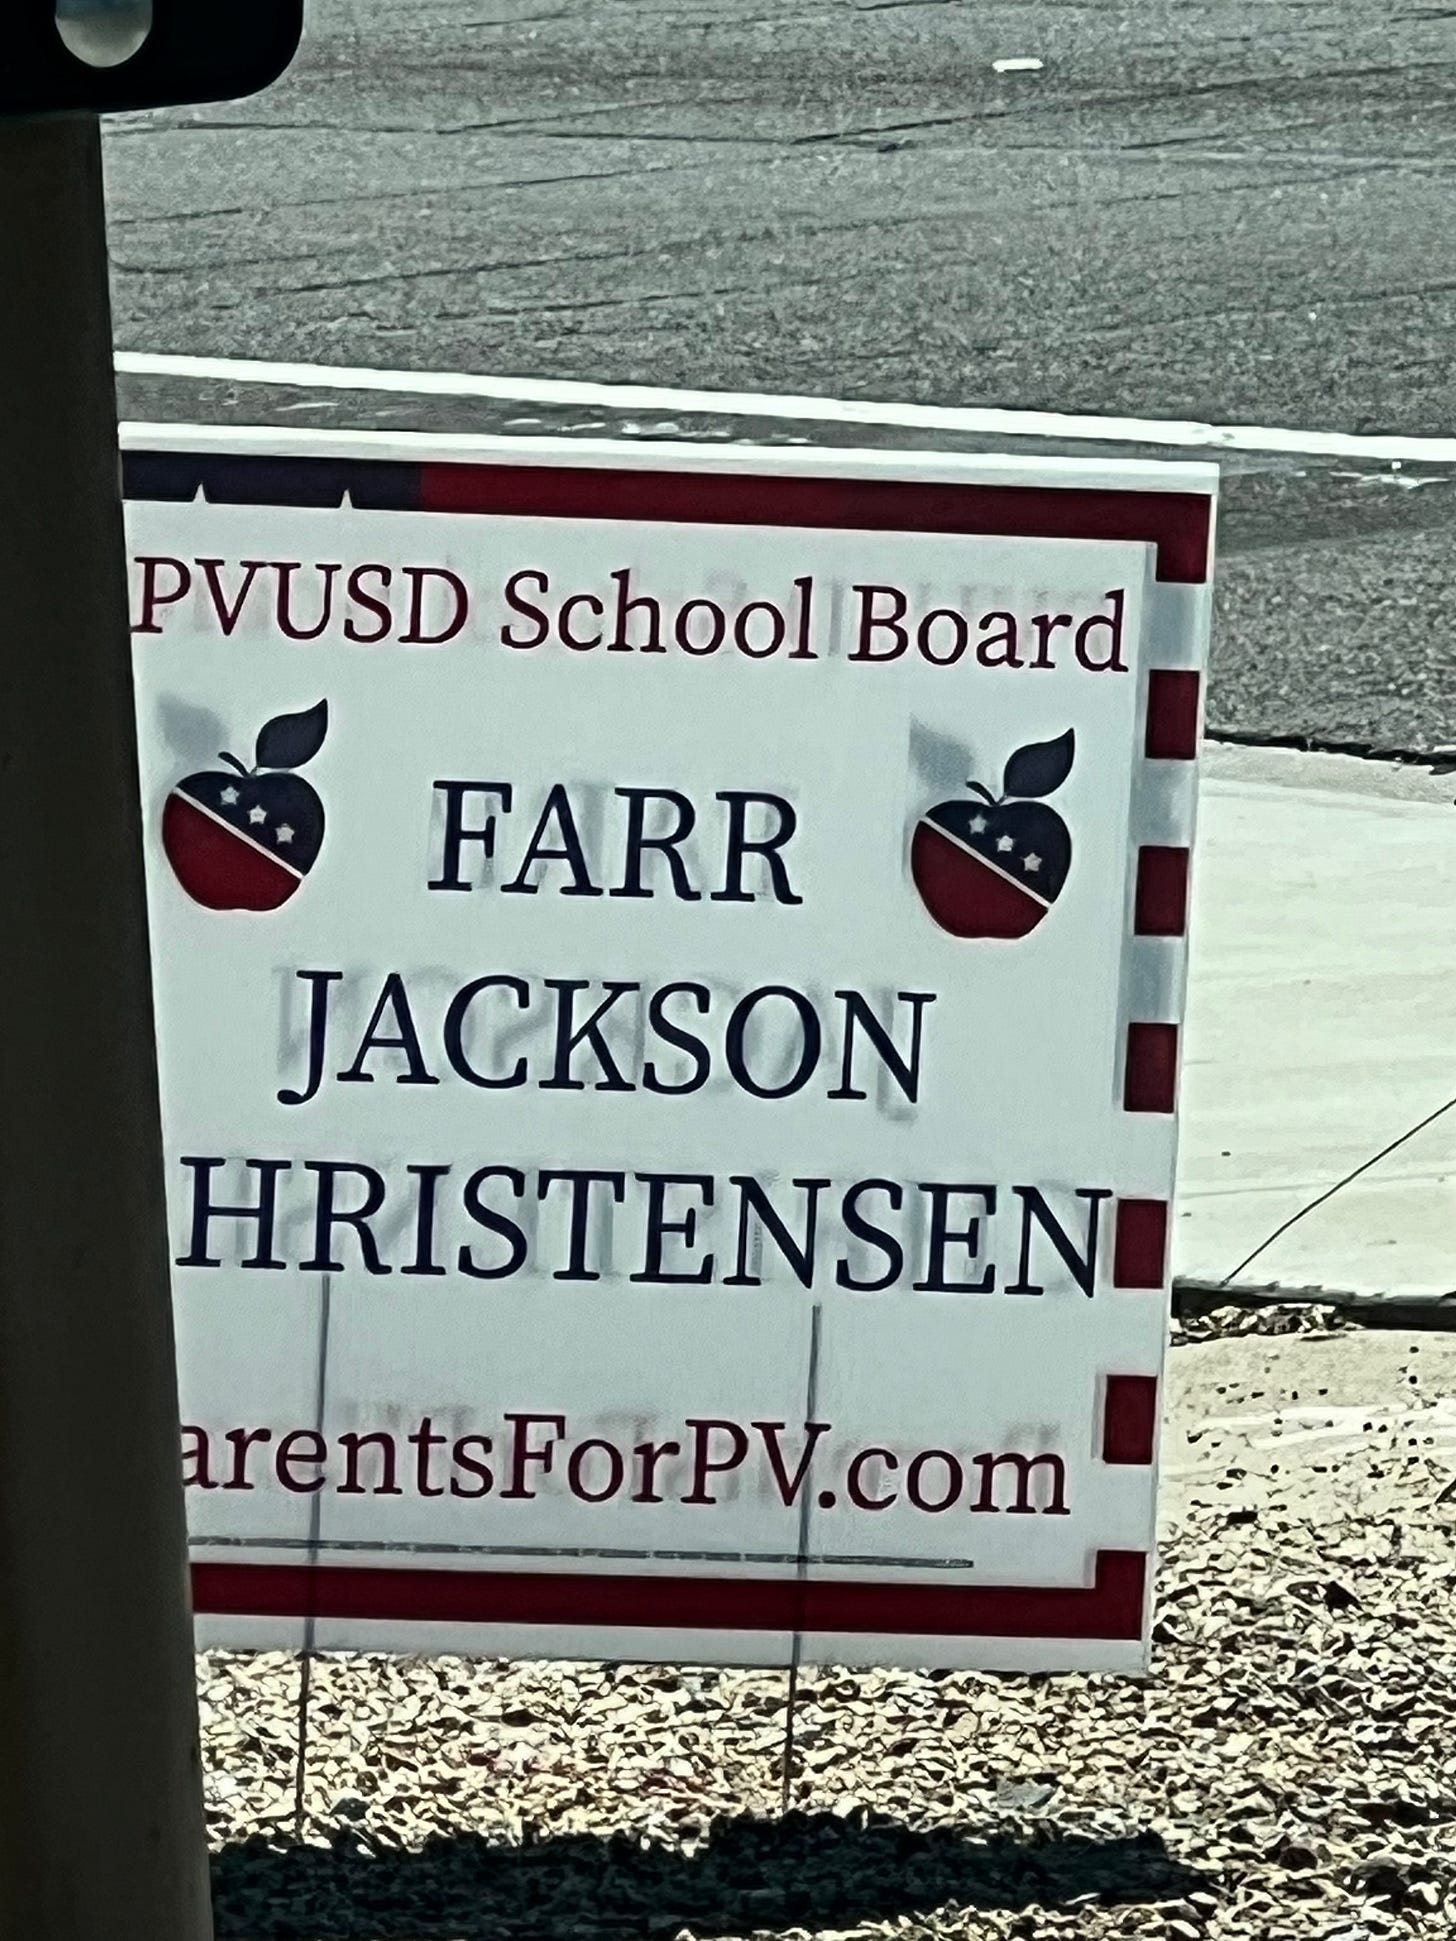 PVUSD School Board
FARR
JACKSON
HRISTENSEN
arentsForPV.com